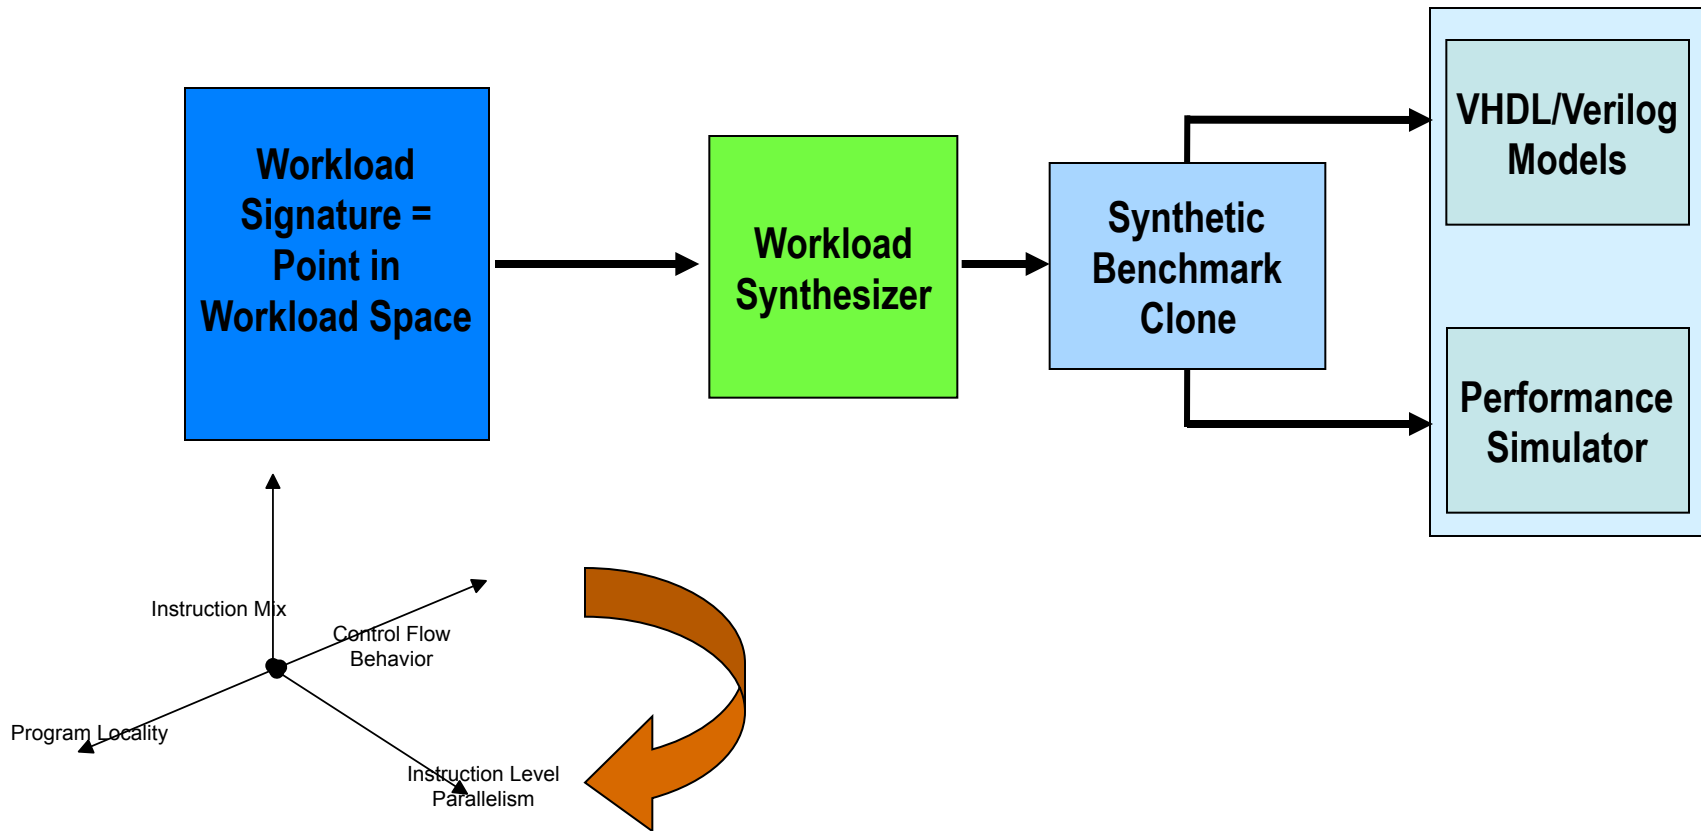 Workload
Signature =
Point in
Workload Space
Workload
Synthesizer
Synthetic
Benchmark
Clone
VHDL/Verilog
Models
Performance
Simulator
Instruction Mix
Control Flow
Behavior
Program Locality
Instruction Level
Parallelism